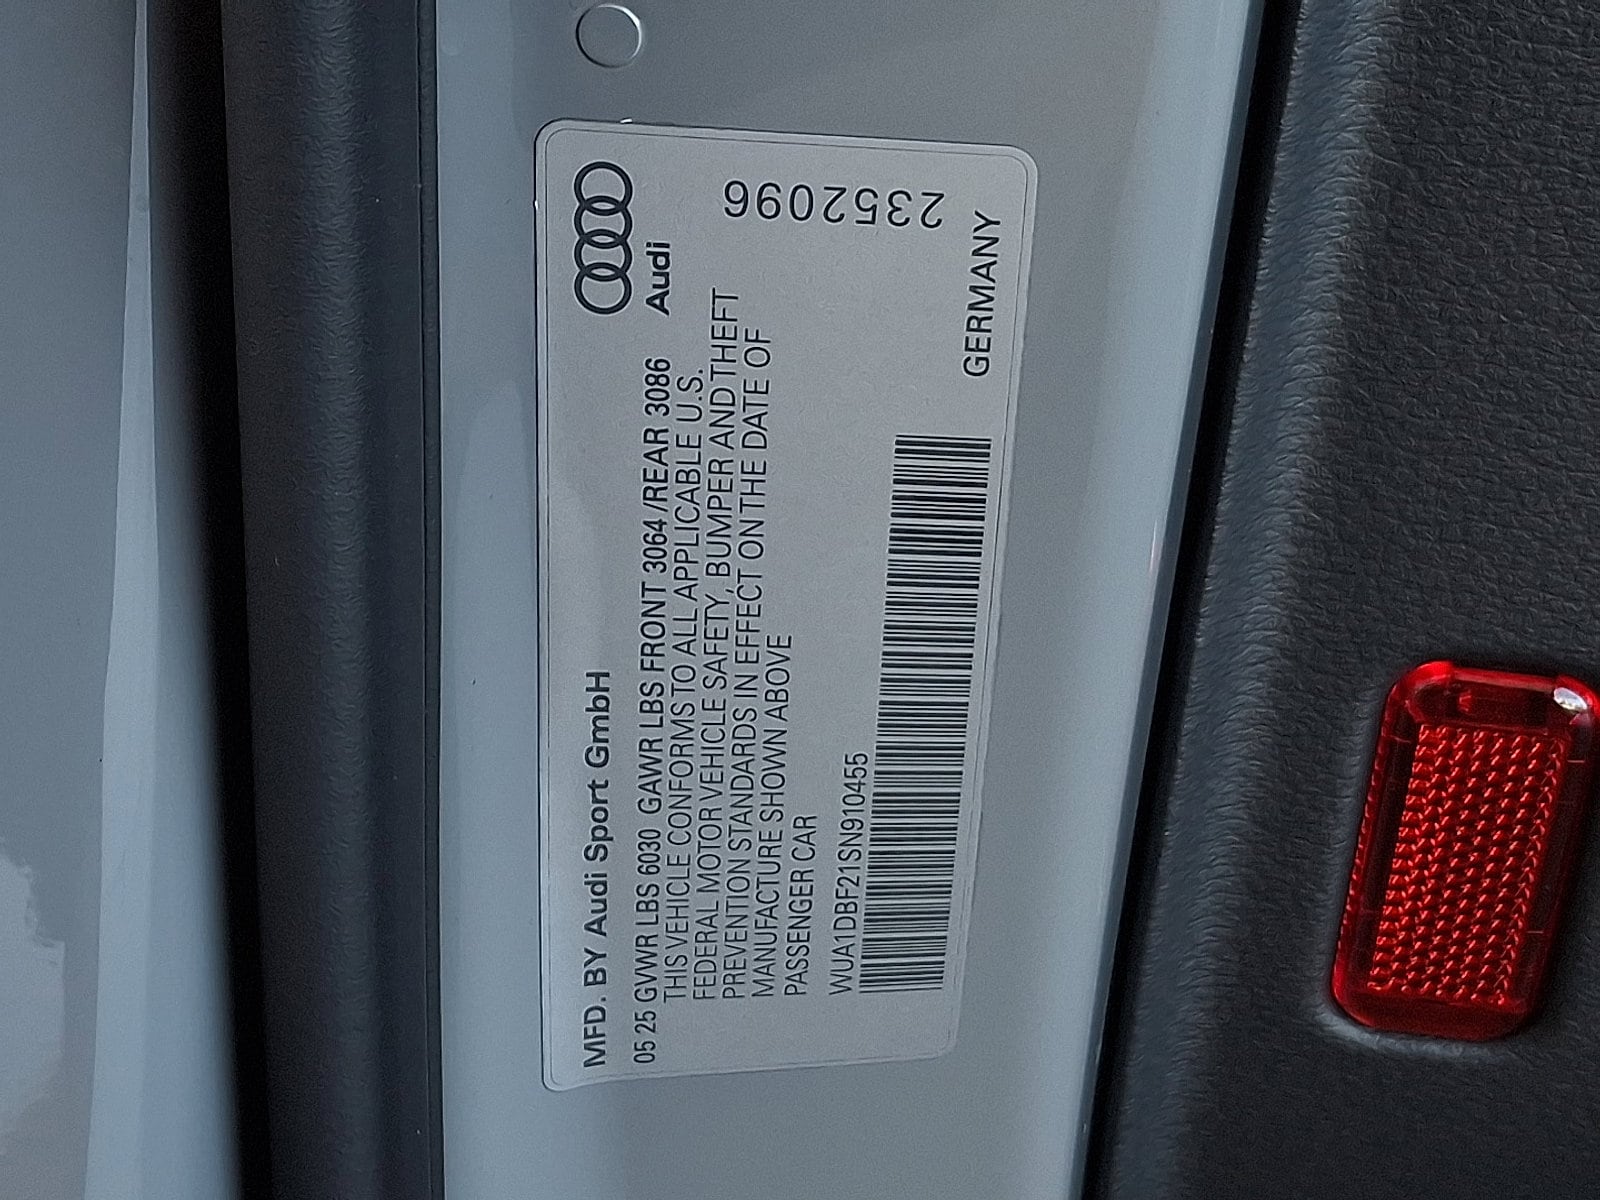 MFD. BY Audi Sport GmbH
Audi
05 25 GVWR LBS 6030 GAWR LBS FRONT 3064 /REAR 3086
THIS VEHICLE CONFORMS TO ALL APPLICABLE U.S.
FEDERAL MOTOR VEHICLE SAFETY, BUMPER AND THEFT
PREVENTION STANDARDS IN EFFECT ON THE DATE OF
MANUFACTURE SHOWN ABOVE
PASSENGER CAR
WUA1DBF21SN910455
GERMANY
2352096